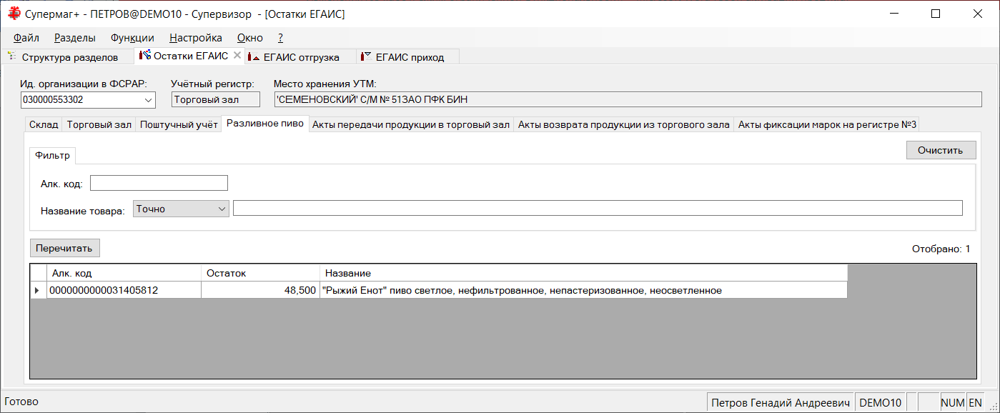 Супермаг+ - ПЕТРОВ@DEMO10 - Супервизор - [Остатки ЕГАИС]
Файл Разделы Функции Настройка Окно ?
Структура разделов Остатки ЕГАИС ЕГАИС отгрузка ЕГАИС приход
Ид. организации в ФСРАР: Учётный регистр: Место хранения УТМ:
030000553302 Торговый зал 'СЕМЕНОВСКИЙ' С/М № 513АО ПФК БИН
Склад Торговый зал Поштучный учёт Разливное пиво Акты передачи продукции в торговый зал Акты возврата продукции из торгового зала Акты фиксации марок на регистре №3
Фильтр Очистить
Алк. код:
Название товара: Точно
Перечитать Отобрано: 1
Алк. код Остаток Название
0000000000031405812 48,500 "Рыжий Енот" пиво светлое, нефильтрованное, непастеризованное, неосветленное
Готово Петров Генадий Андреевич DEMO10 NUM EN